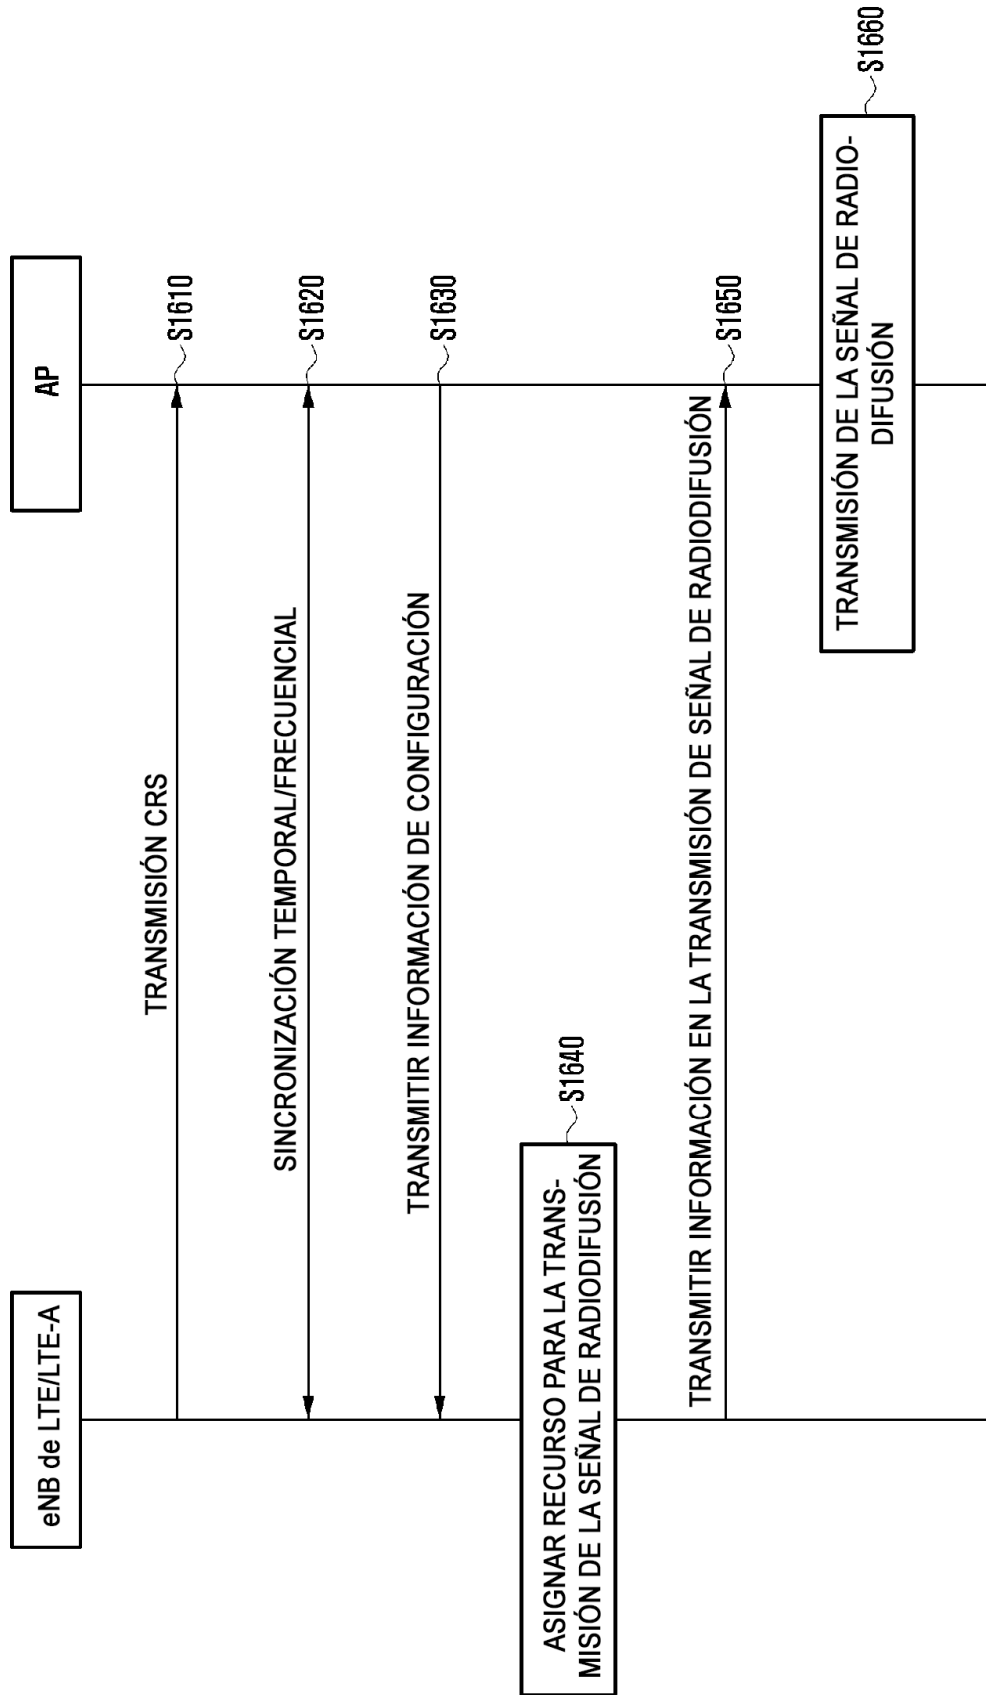 eNB de LTE/LTE-A
AP
TRANSMISIÓN CRS
S1610
SINCRONIZACIÓN TEMPORAL/FRECUENCIAL
S1620
TRANSMITIR INFORMACIÓN DE CONFIGURACIÓN
S1630
ASIGNAR RECURSO PARA LA TRANS-
MISIÓN DE LA SEÑAL DE RADIODIFUSIÓN
S1640
TRANSMITIR INFORMACIÓN EN LA TRANSMISIÓN DE SEÑAL DE RADIODIFUSIÓN
S1650
TRANSMISIÓN DE LA SEÑAL DE RADIO-
DIFUSIÓN
S1660